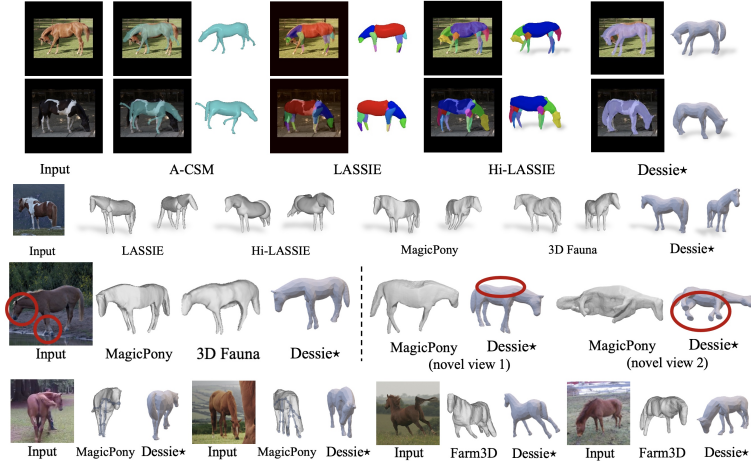 Input A-CSM LASSIE Hi-LASSIE Dessie★
Input LASSIE Hi-LASSIE MagicPony 3D Fauna Dessie★
Input MagicPony 3D Fauna Dessie★ MagicPony Dessie★ MagicPony Dessie★
(novel view 1) (novel view 2)
Input MagicPony Dessie★ Input MagicPony Dessie★ Input Farm3D Dessie★ Input Farm3D Dessie★